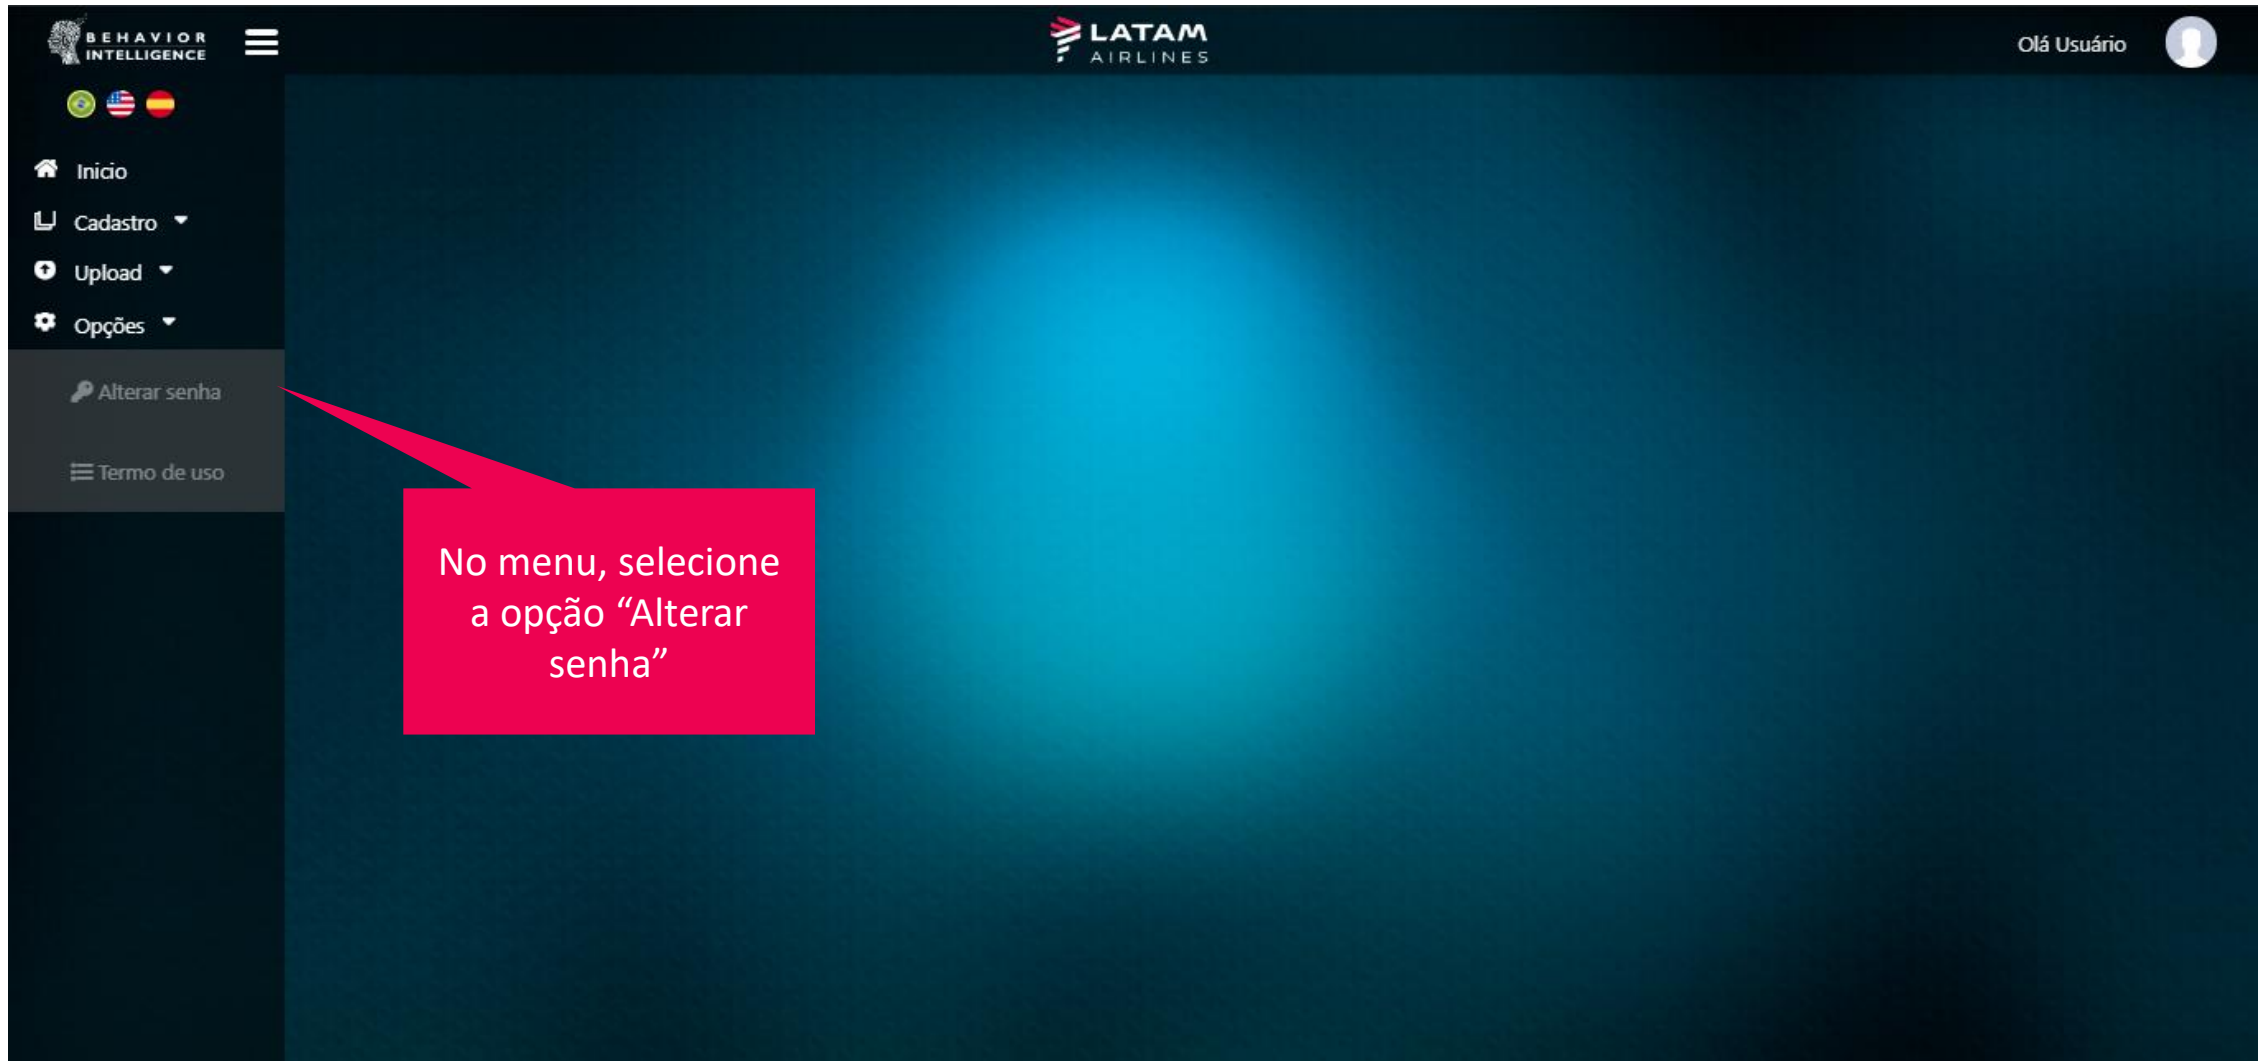 BEHAVIOR
INTELLIGENCE
LATAM
AIRLINES
Olá Usuário
Inicio
Cadastro
Upload
Opções
Alterar senha
Termo de uso
No menu, selecione
a opção “Alterar
senha”